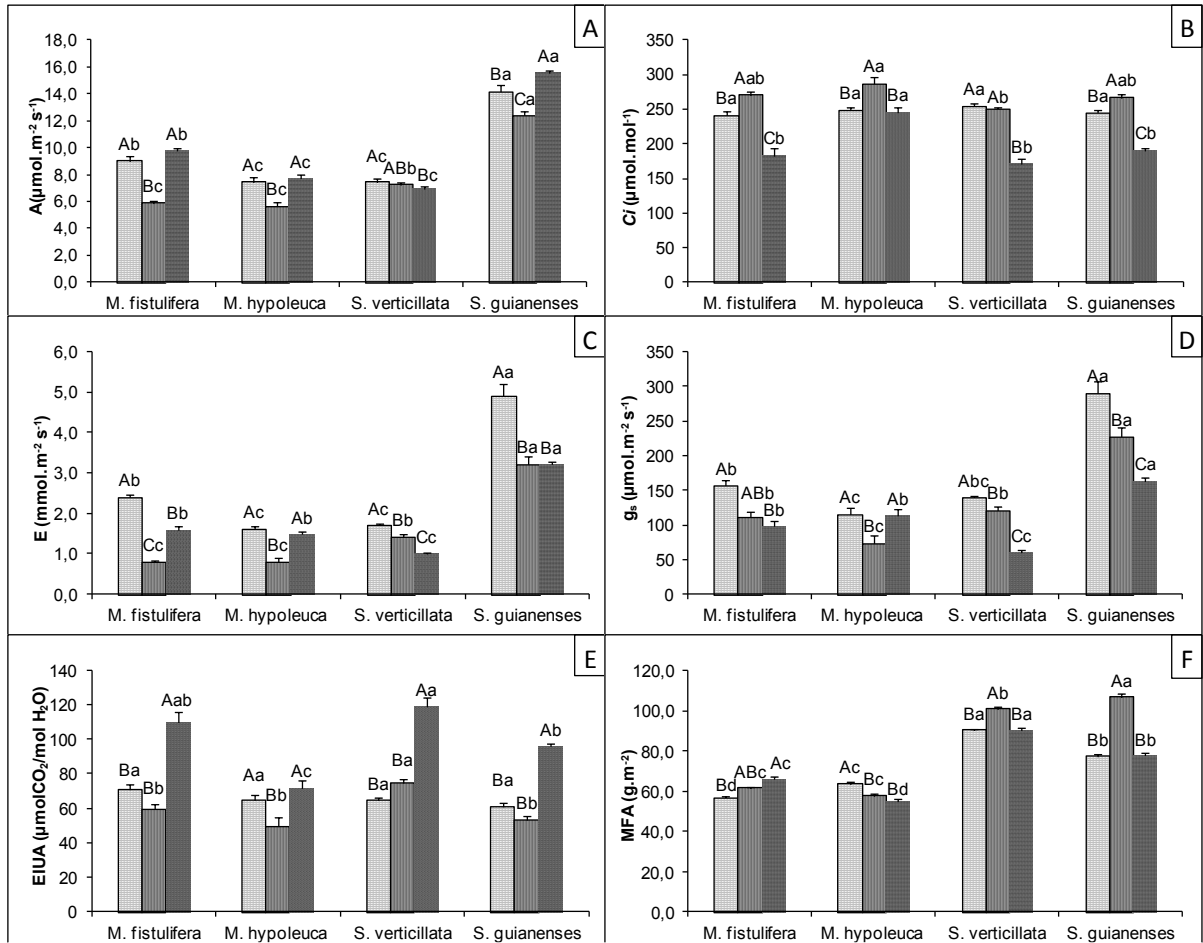 A
A(µmol.m⁻² s⁻¹)
18,0
16,0
14,0
12,0
10,0
8,0
6,0
4,0
2,0
0,0
Ab Bc Ab
Ac Bc Ac
Ac ABb Bc
Ba Ca Aa
M. fistulifera M. hypoleuca S. verticillata S. guianenses
B
Ci (µmol.mol⁻¹)
350
300
250
200
150
100
50
0
Ba Aab Cb
Ba Aa Ba
Aa Ab Bb
Ba Aab Cb
M. fistulifera M. hypoleuca S. verticillata S. guianenses
C
E (mmol.m⁻² s⁻¹)
6,0
5,0
4,0
3,0
2,0
1,0
0,0
Ab Cc Bb
Ac Bc Ab
Ac Bb Cc
Aa Ba Ba
M. fistulifera M. hypoleuca S. verticillata S. guianenses
D
gₛ (µmol.m⁻² s⁻¹)
350
300
250
200
150
100
50
0
Ab ABb Bb
Ac Bc Ab
Abc Bb Cc
Aa Ba Ca
M. fistulifera M. hypoleuca S. verticillata S. guianenses
E
EIUA (µmolCO₂/mol H₂O)
140
120
100
80
60
40
20
0
Ba Bb Aab
Aa Bb Ac
Ba Ba Aa
Ba Bb Ab
M. fistulifera M. hypoleuca S. verticillata S. guianenses
F
MFA (g.m⁻²)
120,0
100,0
80,0
60,0
40,0
20,0
0,0
Bd ABc Ac
Ac Bc Bd
Ba Ab Ba
Bb Aa Bb
M. fistulifera M. hypoleuca S. verticillata S. guianenses